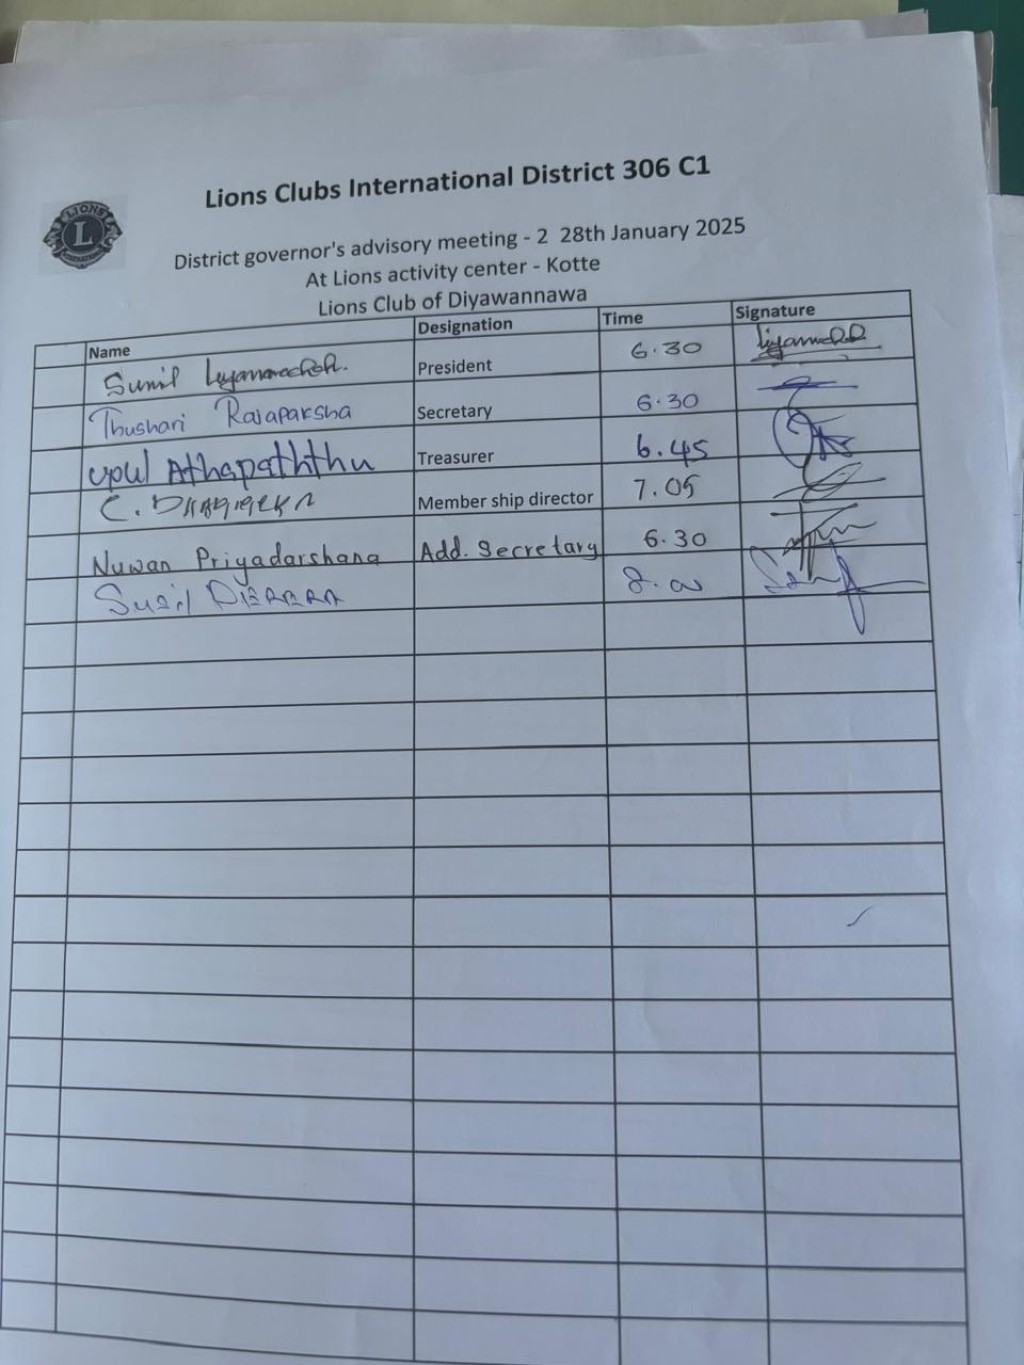 Lions Clubs International District 306 C1
LIONS
L
INTERNATIONAL
District governor's advisory meeting - 2 28th January 2025
At Lions activity center - Kotte
Lions Club of Diyawannawa
Name Designation Time Signature
Sunil President 6.30
Thushari Rajapaksha Secretary 6.30
Upul Athapaththu Treasurer 6.45
C. Member ship director 7.05
Nuwan Priyadarshana Add. Secretary 6.30
8.00